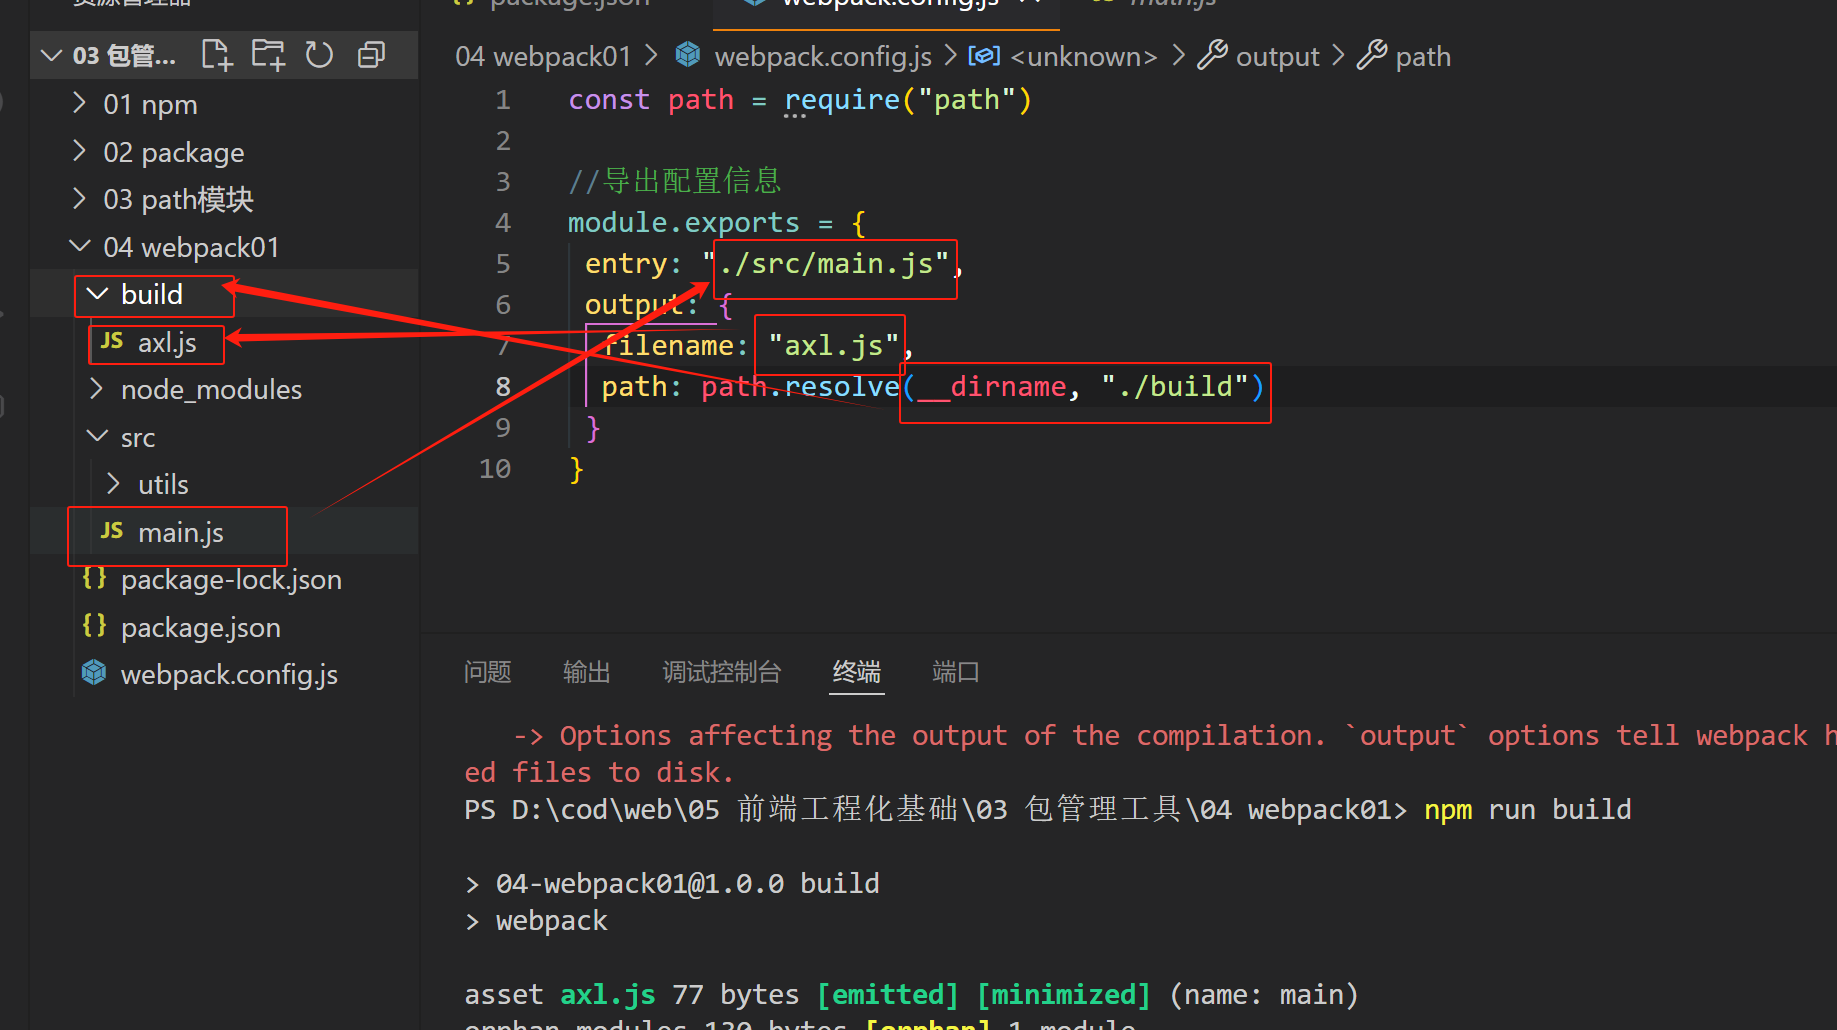 资源管理器
package.json
webpack.config.js
main.js
03 包管...
01 npm
02 package
03 path模块
04 webpack01
build
JS axl.js
node_modules
src
utils
JS main.js
{} package-lock.json
{} package.json
webpack.config.js
04 webpack01 > webpack.config.js > <unknown> > output > path
1 const path = require("path")
2
3 //导出配置信息
4 module.exports = {
5 entry: "./src/main.js",
6 output: {
7 filename: "axl.js",
8 path: path.resolve(__dirname, "./build")
9 }
10 }
问题 输出 调试控制台 终端 端口
-> Options affecting the output of the compilation. `output` options tell webpack h
ed files to disk.
PS D:\cod\web\05 前端工程化基础\03 包管理工具\04 webpack01> npm run build
> 04-webpack01@1.0.0 build
> webpack
asset axl.js 77 bytes [emitted] [minimized] (name: main)
orphan modules 130 bytes [orphan] 1 module